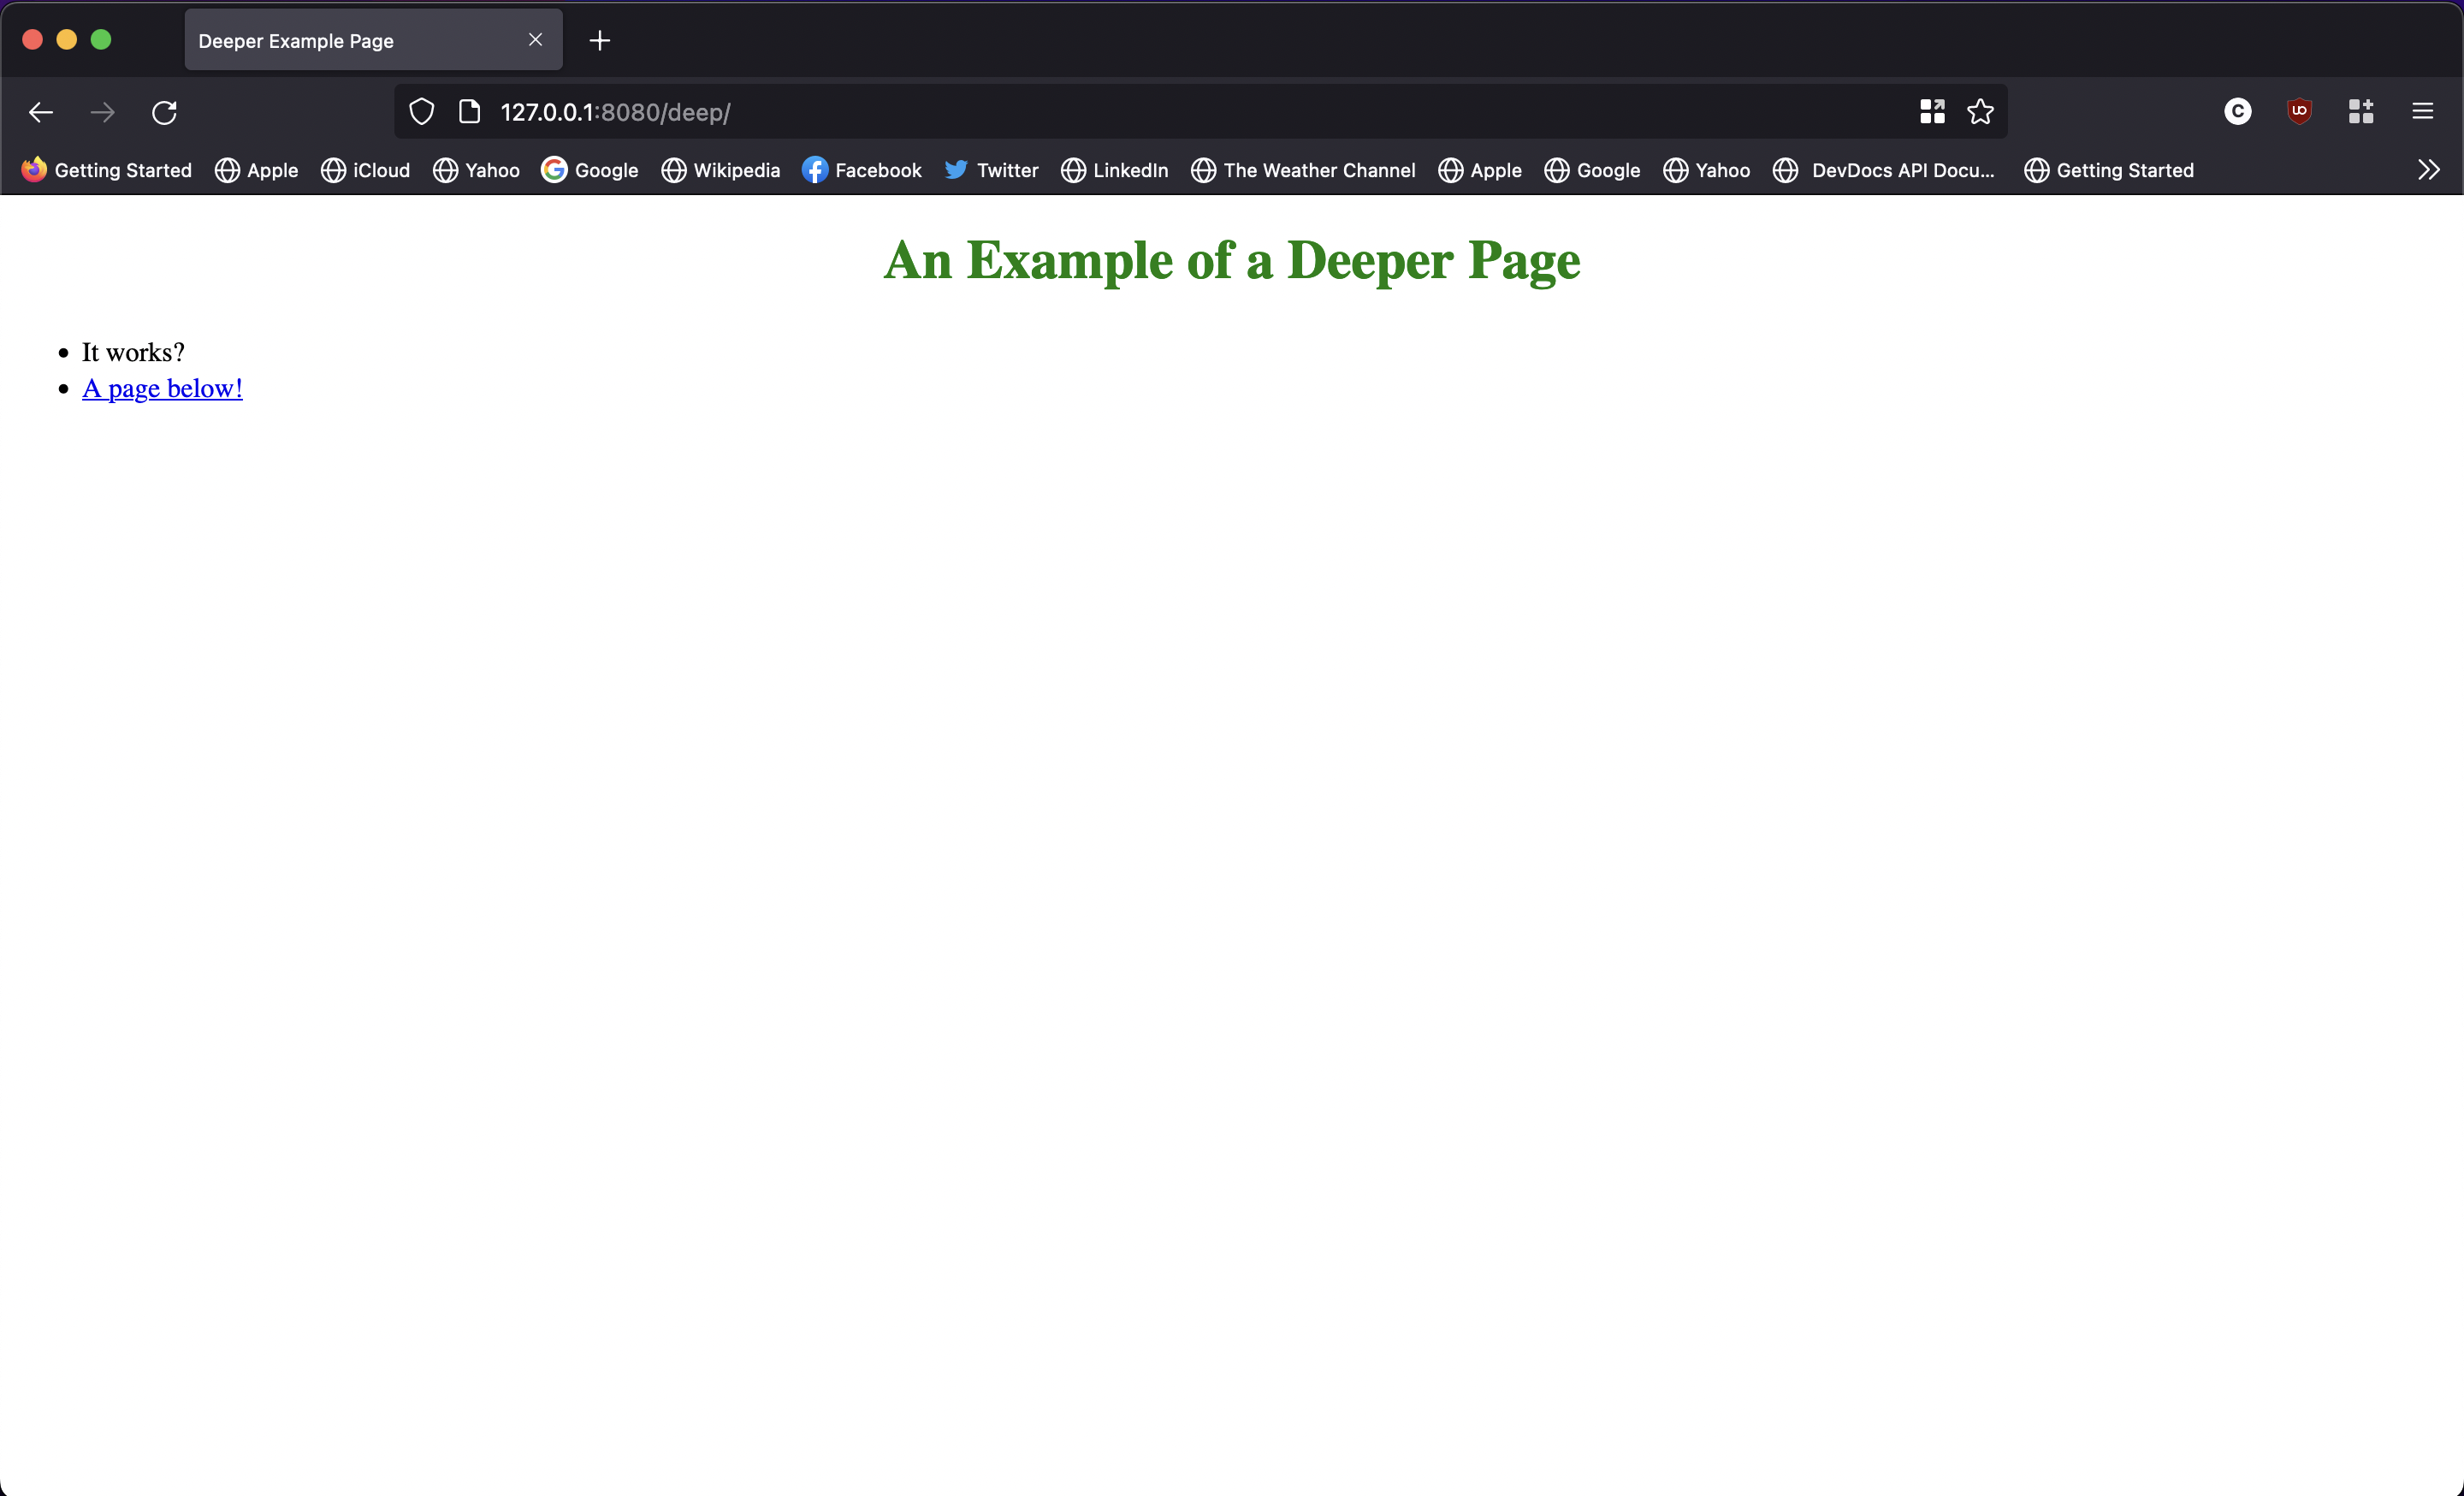 Deeper Example Page
127.0.0.1:8080/deep/
C
uo
Getting Started Apple iCloud Yahoo Google Wikipedia Facebook Twitter LinkedIn The Weather Channel Apple Google Yahoo DevDocs API Docu... Getting Started
An Example of a Deeper Page
• It works?
• A page below!